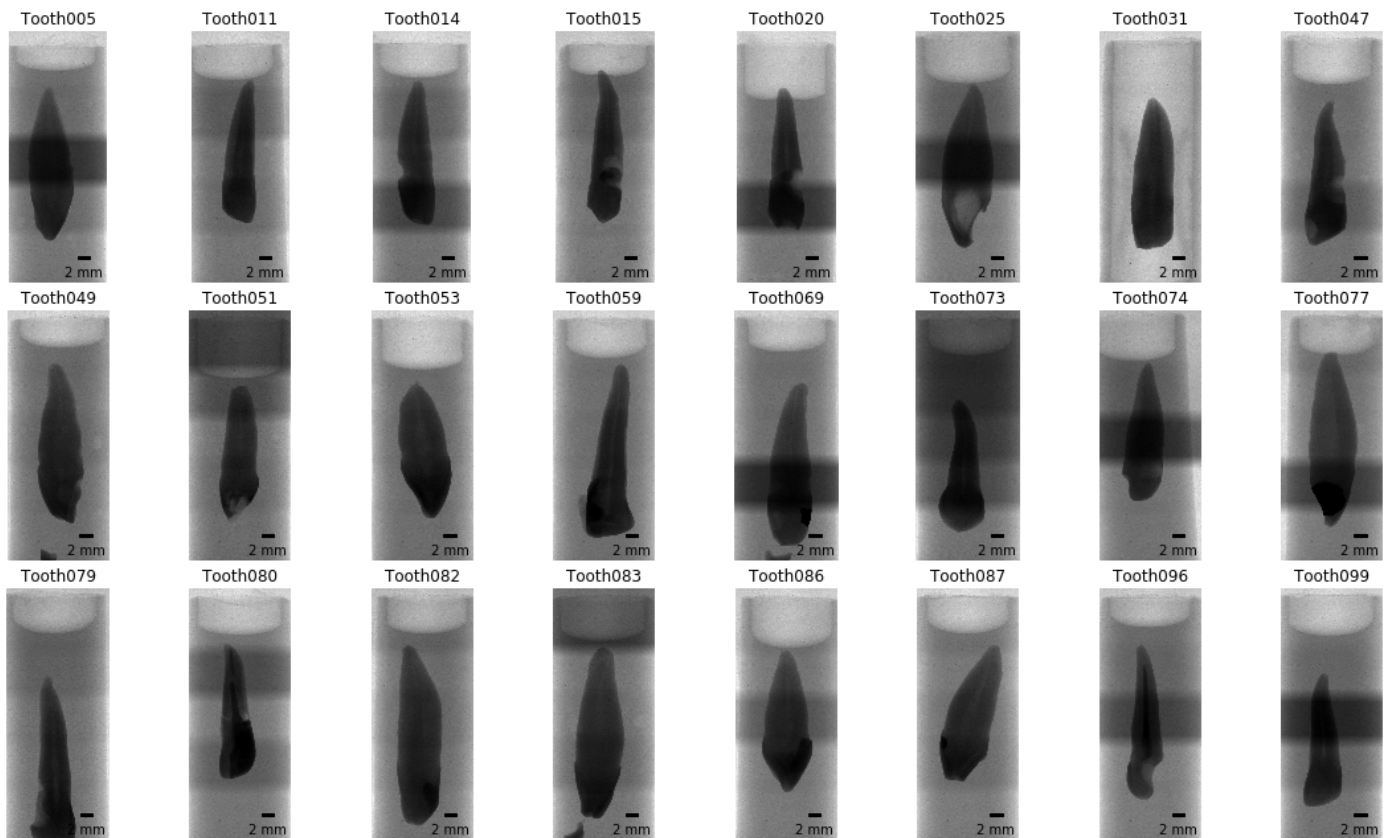 Tooth005 Tooth011 Tooth014 Tooth015 Tooth020 Tooth025 Tooth031 Tooth047
2 mm 2 mm 2 mm 2 mm 2 mm 2 mm 2 mm 2 mm
Tooth049 Tooth051 Tooth053 Tooth059 Tooth069 Tooth073 Tooth074 Tooth077
2 mm 2 mm 2 mm 2 mm 2 mm 2 mm 2 mm 2 mm
Tooth079 Tooth080 Tooth082 Tooth083 Tooth086 Tooth087 Tooth096 Tooth099
2 mm 2 mm 2 mm 2 mm 2 mm 2 mm 2 mm 2 mm